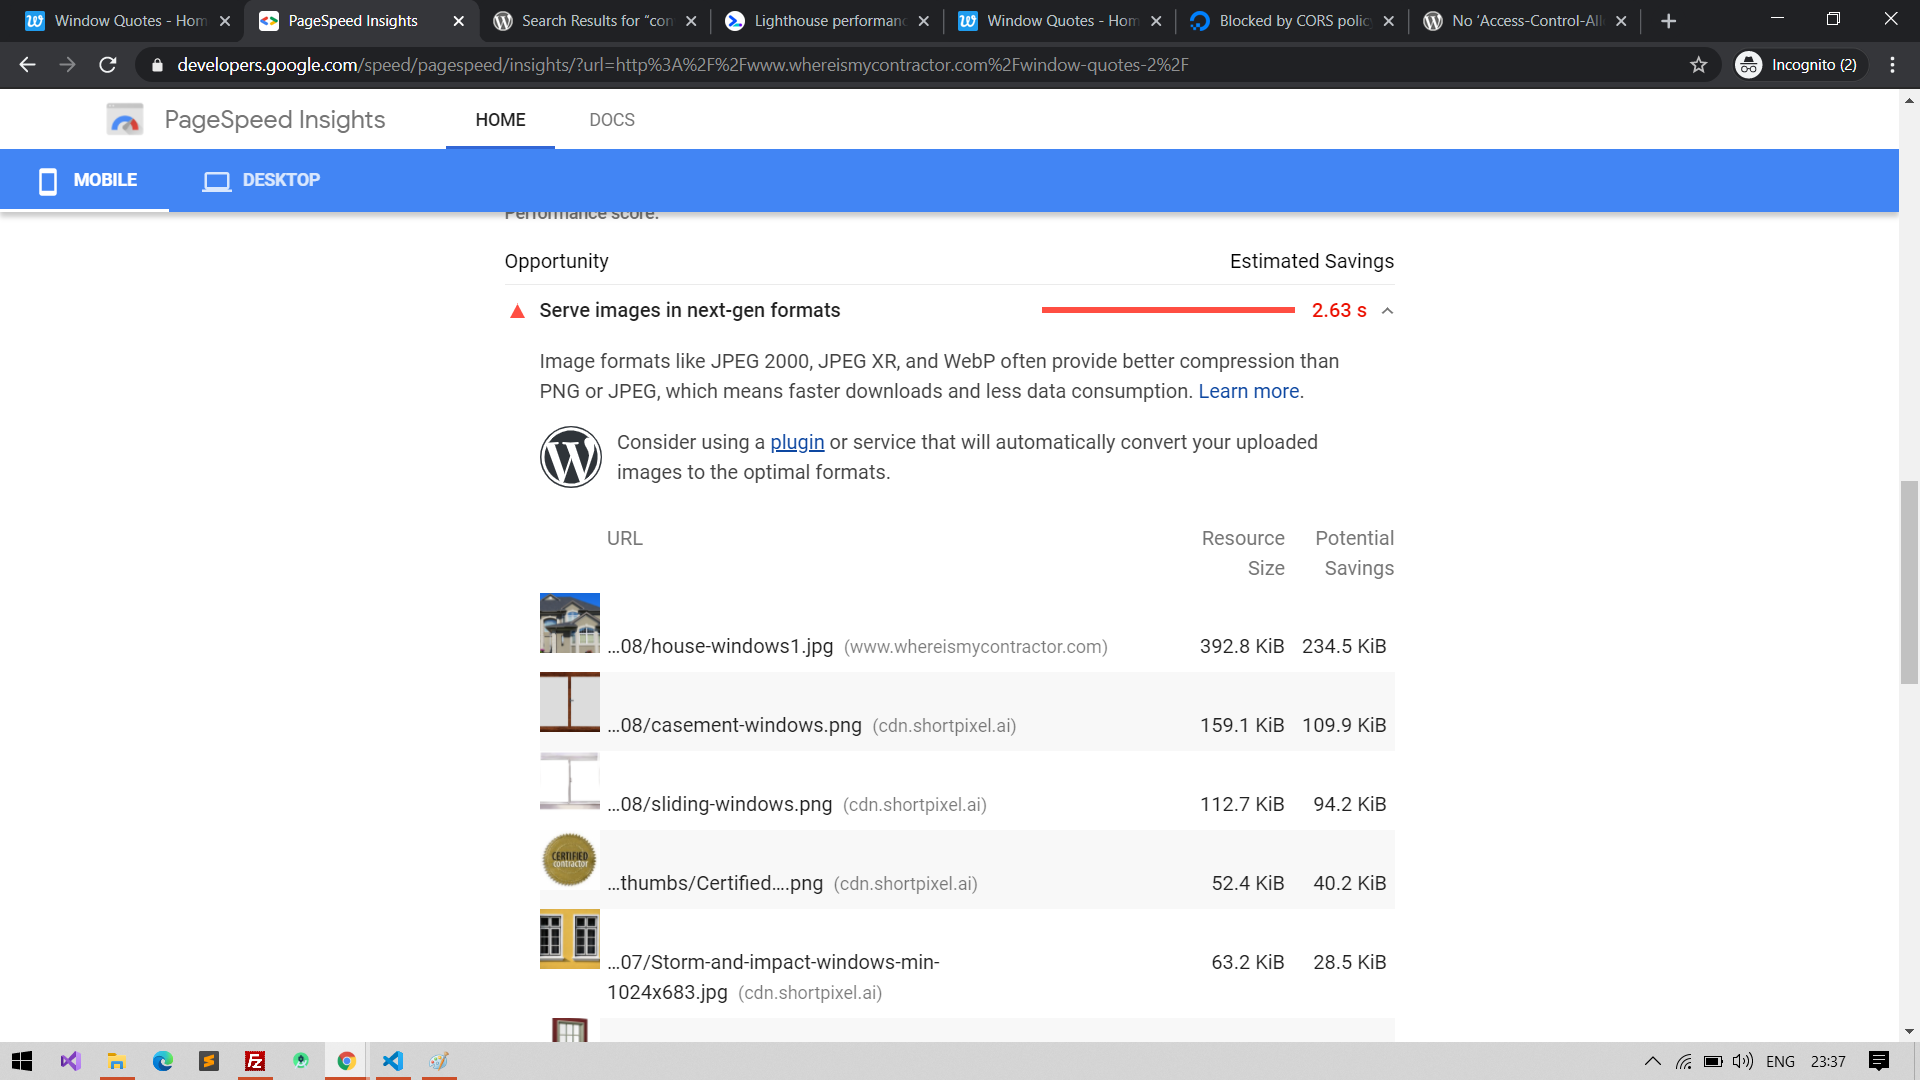 Window Quotes - Hom
PageSpeed Insights
Search Results for “con
Lighthouse performanc
Window Quotes - Hom
Blocked by CORS policy
No ‘Access-Control-All
developers.google.com/speed/pagespeed/insights/?url=http%3A%2F%2Fwww.whereismycontractor.com%2Fwindow-quotes-2%2F
Incognito (2)
PageSpeed Insights
HOME
DOCS
MOBILE
DESKTOP
Performance score.
Opportunity
Estimated Savings
Serve images in next-gen formats
2.63 s
Image formats like JPEG 2000, JPEG XR, and WebP often provide better compression than
PNG or JPEG, which means faster downloads and less data consumption. Learn more.
Consider using a plugin or service that will automatically convert your uploaded
images to the optimal formats.
URL
Resource Size
Potential Savings
…08/house-windows1.jpg (www.whereismycontractor.com) 392.8 KiB 234.5 KiB
…08/casement-windows.png (cdn.shortpixel.ai) 159.1 KiB 109.9 KiB
…08/sliding-windows.png (cdn.shortpixel.ai) 112.7 KiB 94.2 KiB
CERTIFIED
contractor
…thumbs/Certified….png (cdn.shortpixel.ai) 52.4 KiB 40.2 KiB
…07/Storm-and-impact-windows-min- 63.2 KiB 28.5 KiB
1024x683.jpg (cdn.shortpixel.ai)
ENG
23:37